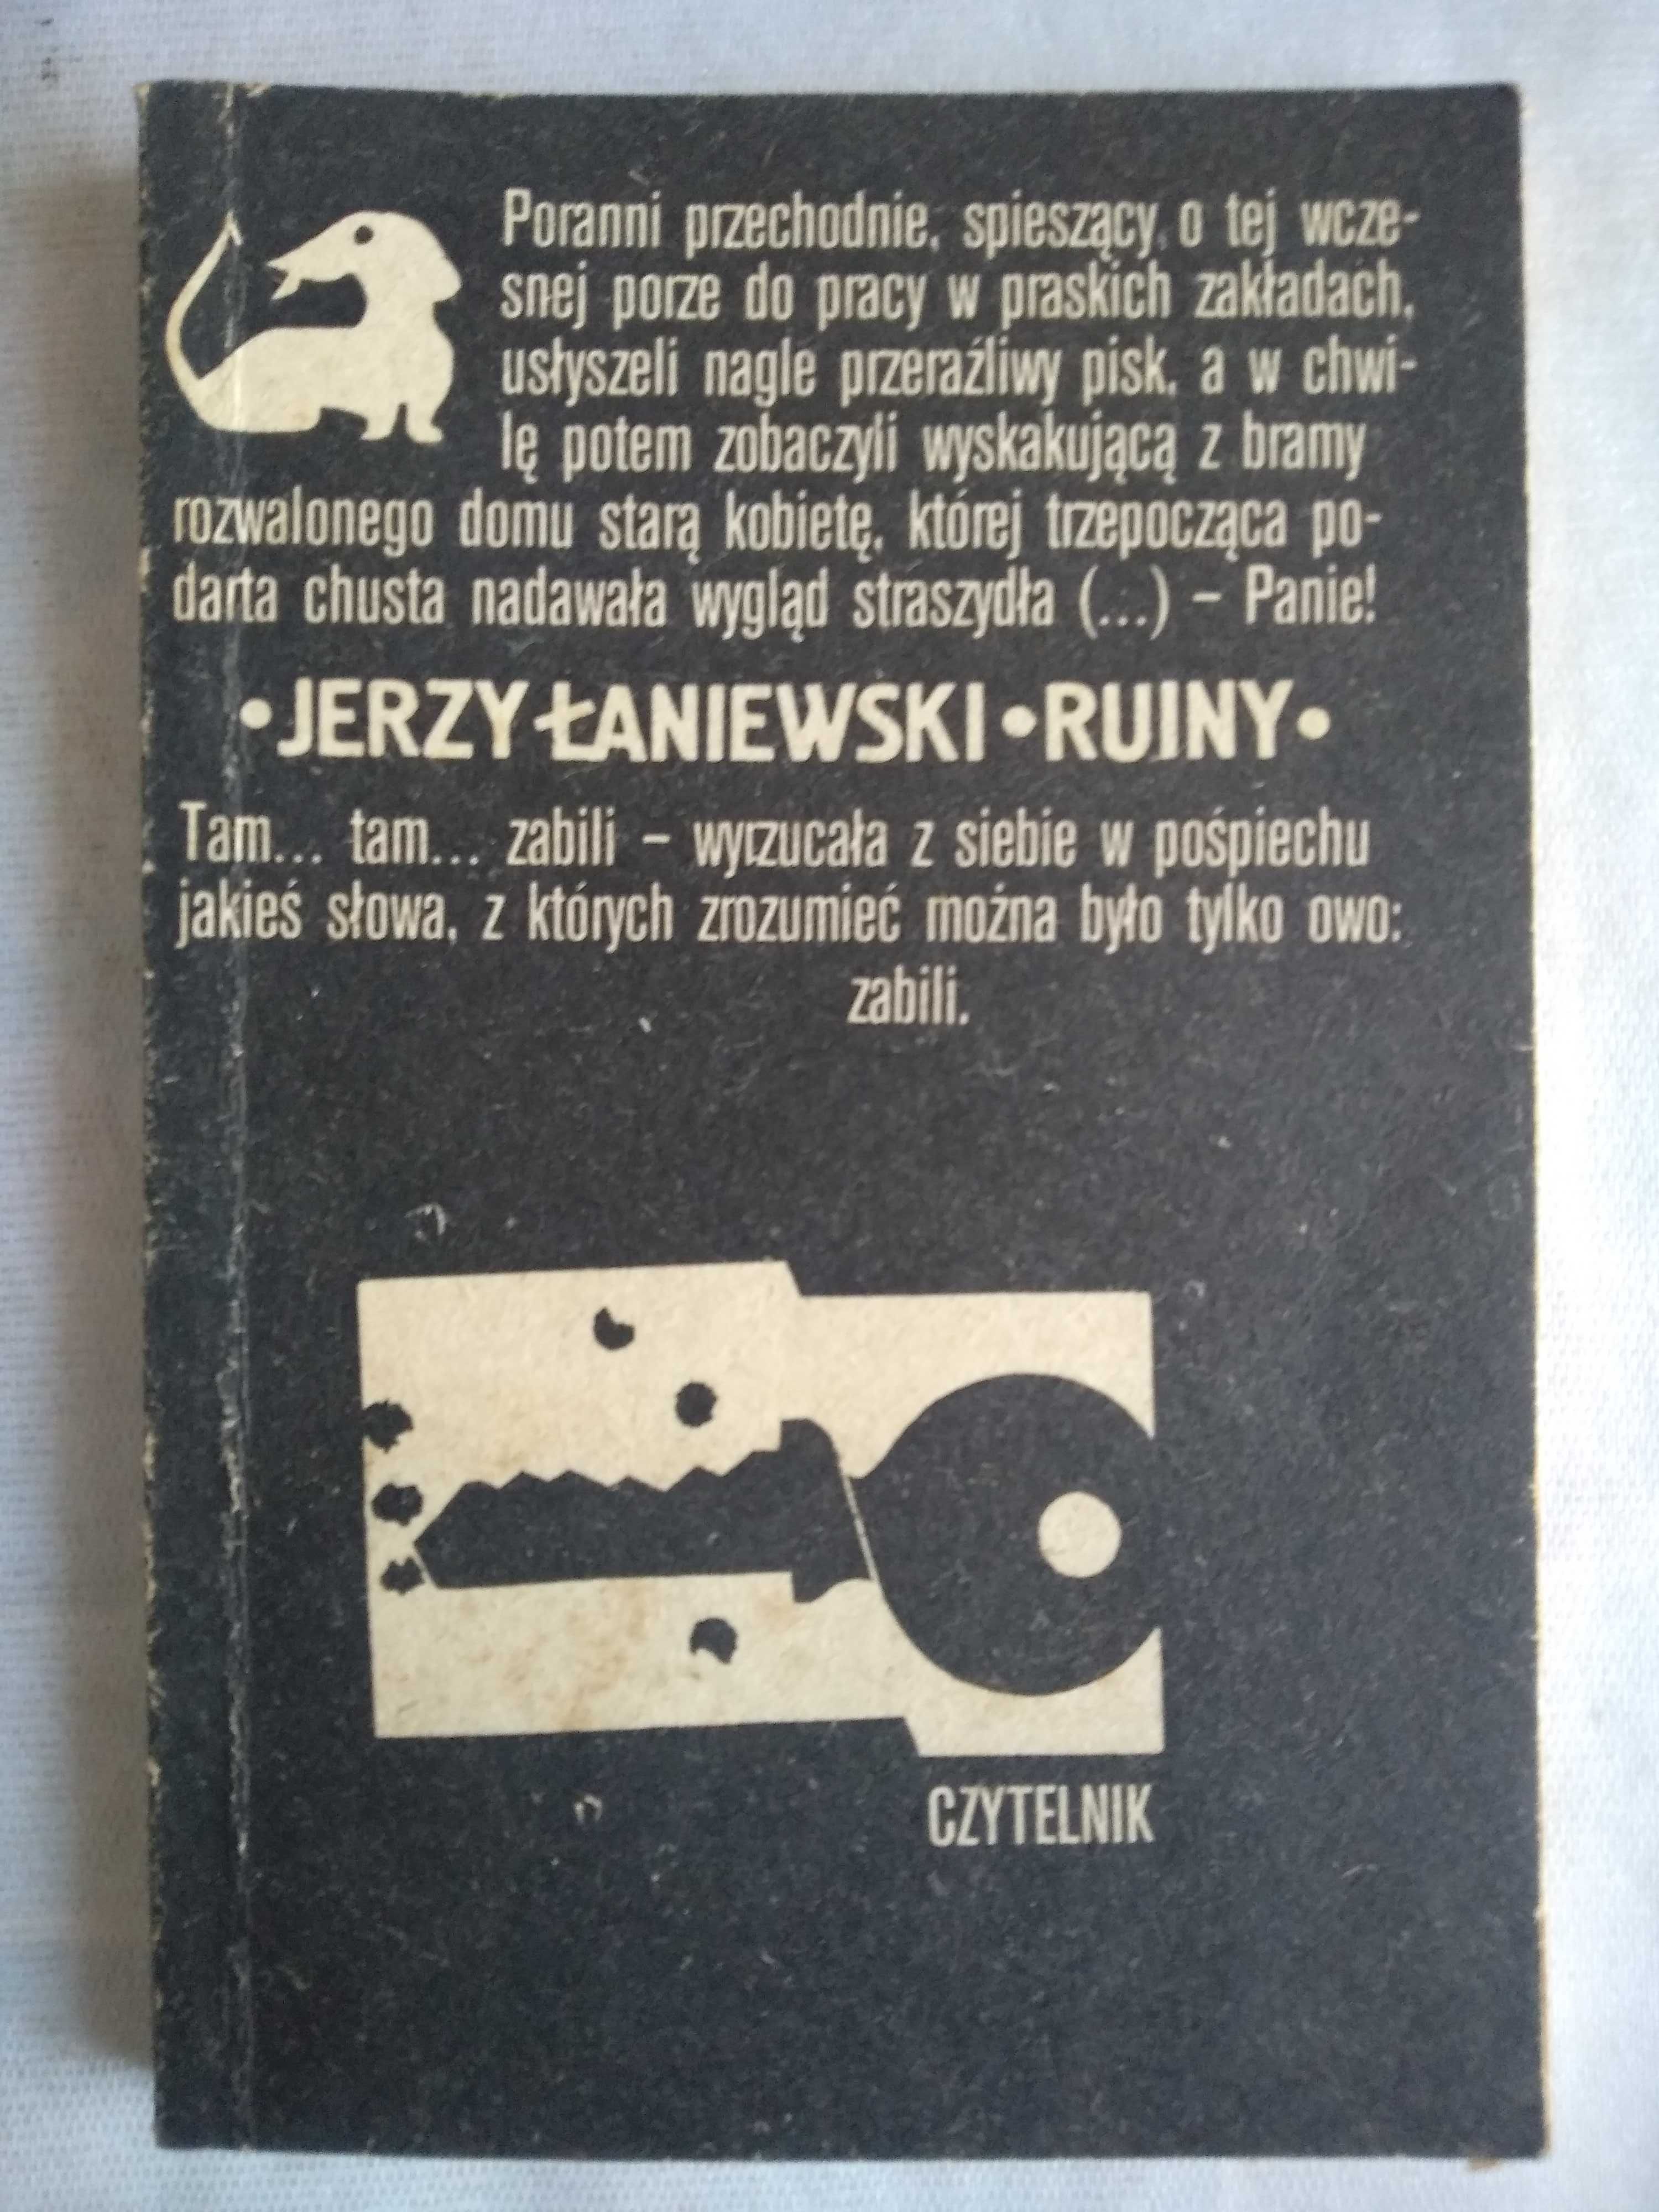 Poranni przechodnie, spieszący o tej wcze-
snej porze do pracy w praskich zakładach,
usłyszeli nagle przeraźliwy pisk, a w chwi-
lę potem zobaczyli wyskakującą z bramy
rozwalonego domu starą kobietę, której trzepocząca po-
darta chusta nadawała wygląd straszydła (...) – Panie!
•JERZY ŁANIEWSKI•RUINY•
Tam... tam... zabili – wyrzucała z siebie w pośpiechu
jakieś słowa, z których zrozumieć można było tylko owo:
zabili.
CZYTELNIK